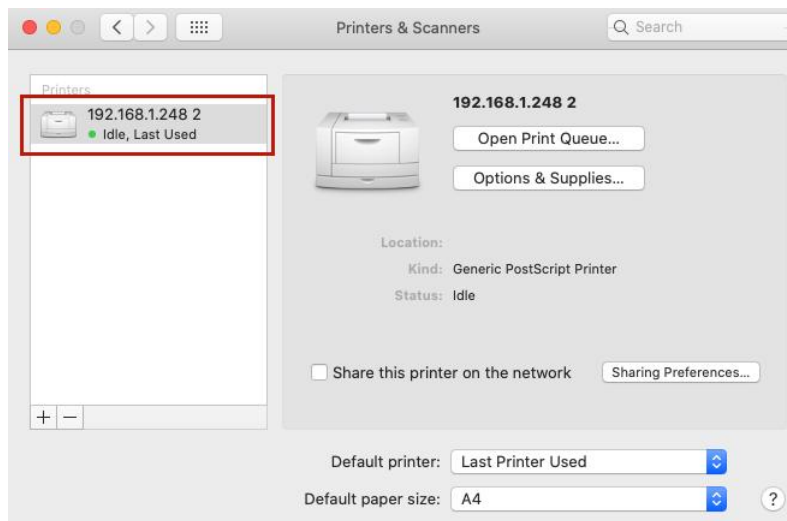 Printers & Scanners
Search
Printers
192.168.1.248 2
Idle, Last Used
192.168.1.248 2
Open Print Queue...
Options & Supplies...
Location:
Kind: Generic PostScript Printer
Status: Idle
Share this printer on the network Sharing Preferences...
+ −
Default printer: Last Printer Used
Default paper size: A4 ?